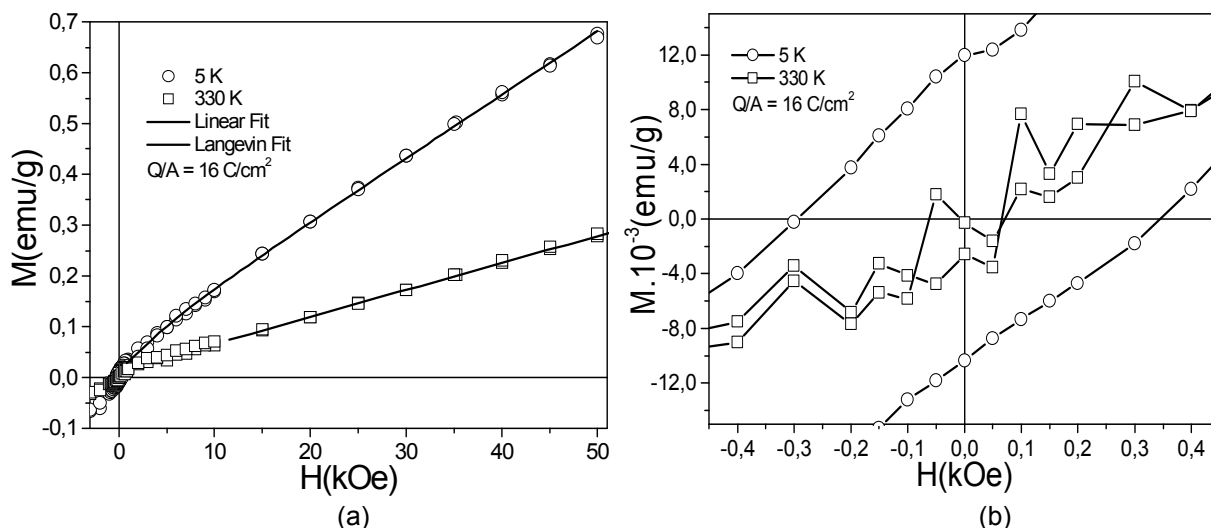 0,7
0,6
0,5
0,4
0,3
0,2
0,1
0,0
-0,1
M(emu/g)
5 K
330 K
Linear Fit
Langevin Fit
Q/A = 16 C/cm²
0 10 20 30 40 50
H(kOe)
(a)
12,0
8,0
4,0
0,0
-4,0
-8,0
-12,0
M.10⁻³(emu/g)
5 K
330 K
Q/A = 16 C/cm²
-0,4 -0,3 -0,2 -0,1 0,0 0,1 0,2 0,3 0,4
H(kOe)
(b)